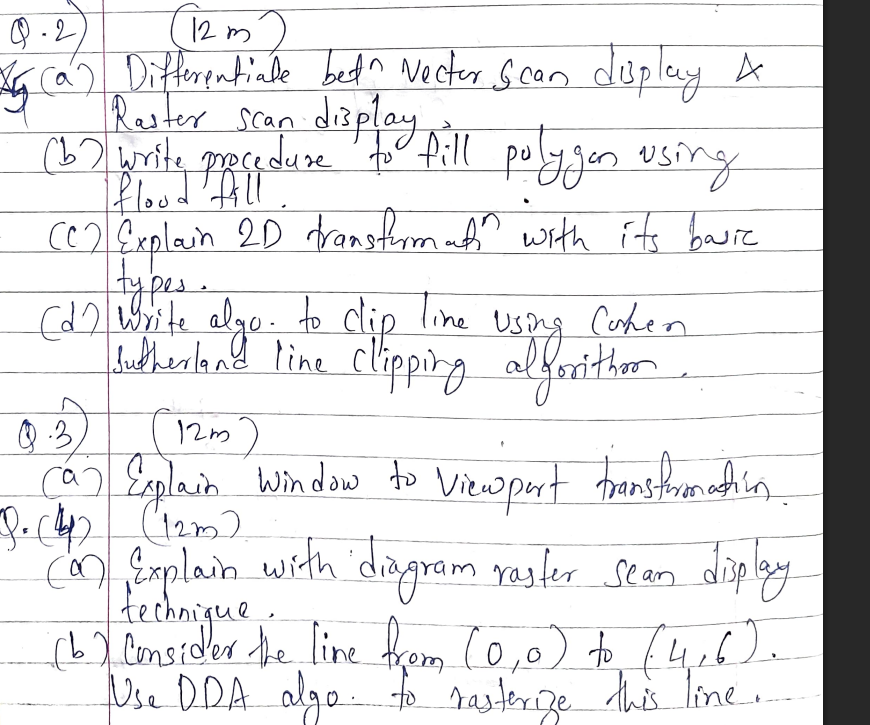 Q.2) (12 m)
(a) Differentiate betn Vector Scan display &
Raster scan display.
(b) Write procedure to fill polygon using
flood fill.
(c) Explain 2D transformatn with its basic
types.
(d) Write algo. to clip line using Cohen
Sutherland line clipping algorithm.
Q.3) (12m)
(a) Explain Window to Viewport transformation
Q.(4) (12m)
(a) Explain with diagram raster scan display
technique.
(b) Consider the line from (0,0) to (4,6).
Use DDA algo. to rasterize this line.